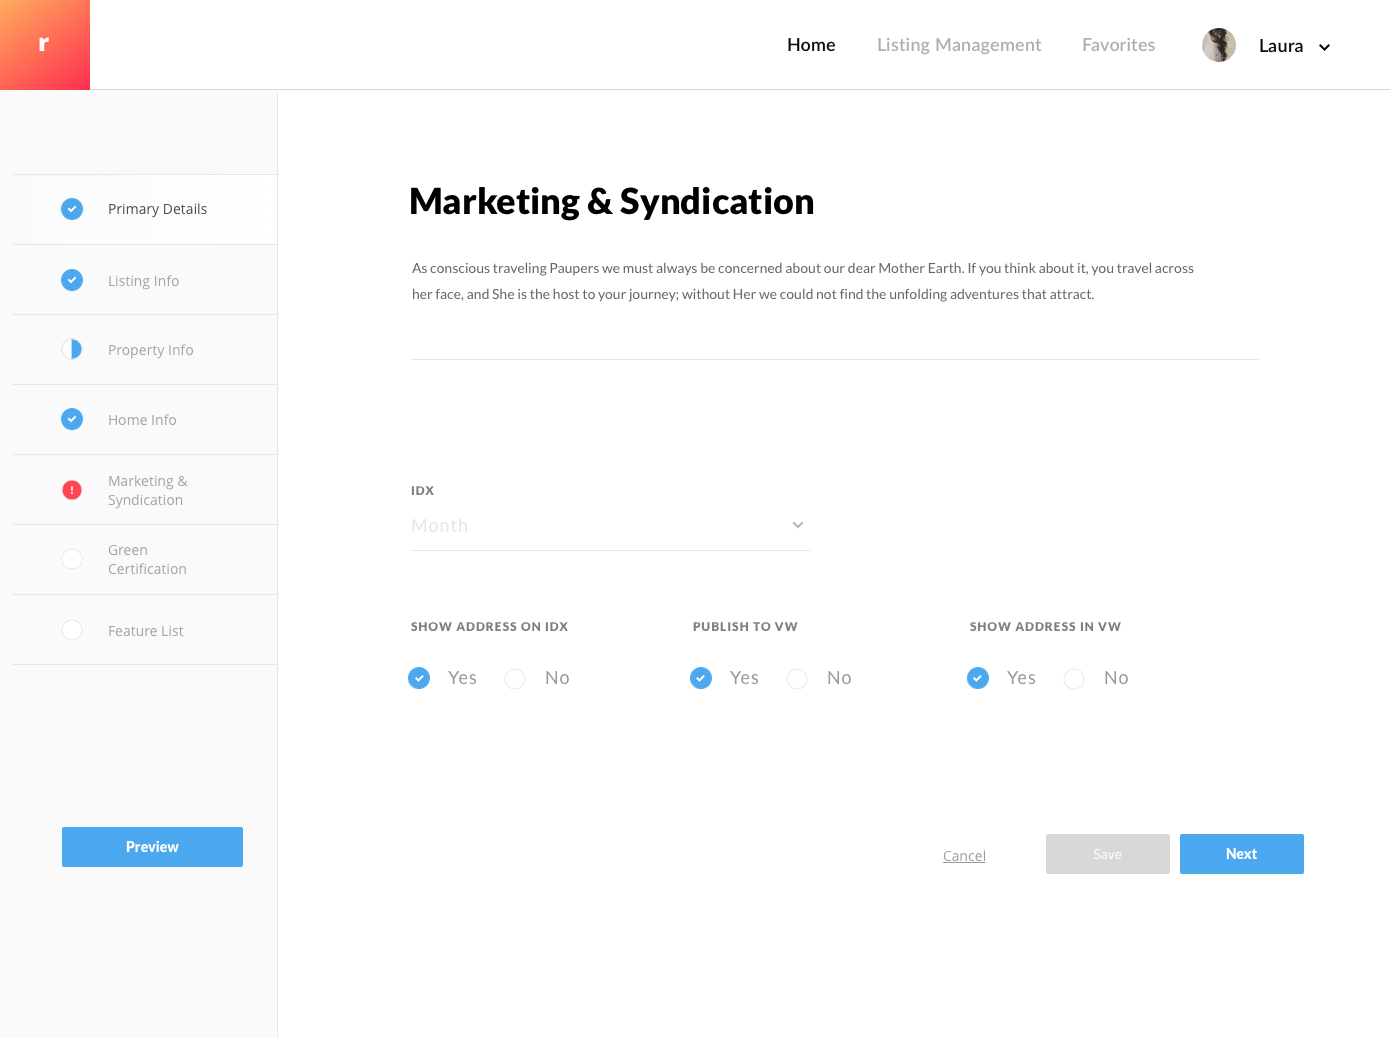 r
Home Listing Management Favorites Laura
Primary Details
Listing Info
Property Info
Home Info
Marketing &
Syndication
Green
Certification
Feature List
Preview
Marketing & Syndication
As conscious traveling Paupers we must always be concerned about our dear Mother Earth. If you think about it, you travel across
her face, and She is the host to your journey; without Her we could not find the unfolding adventures that attract.
IDX
Month
SHOW ADDRESS ON IDX PUBLISH TO VW SHOW ADDRESS IN VW
Yes No Yes No Yes No
Cancel Save Next